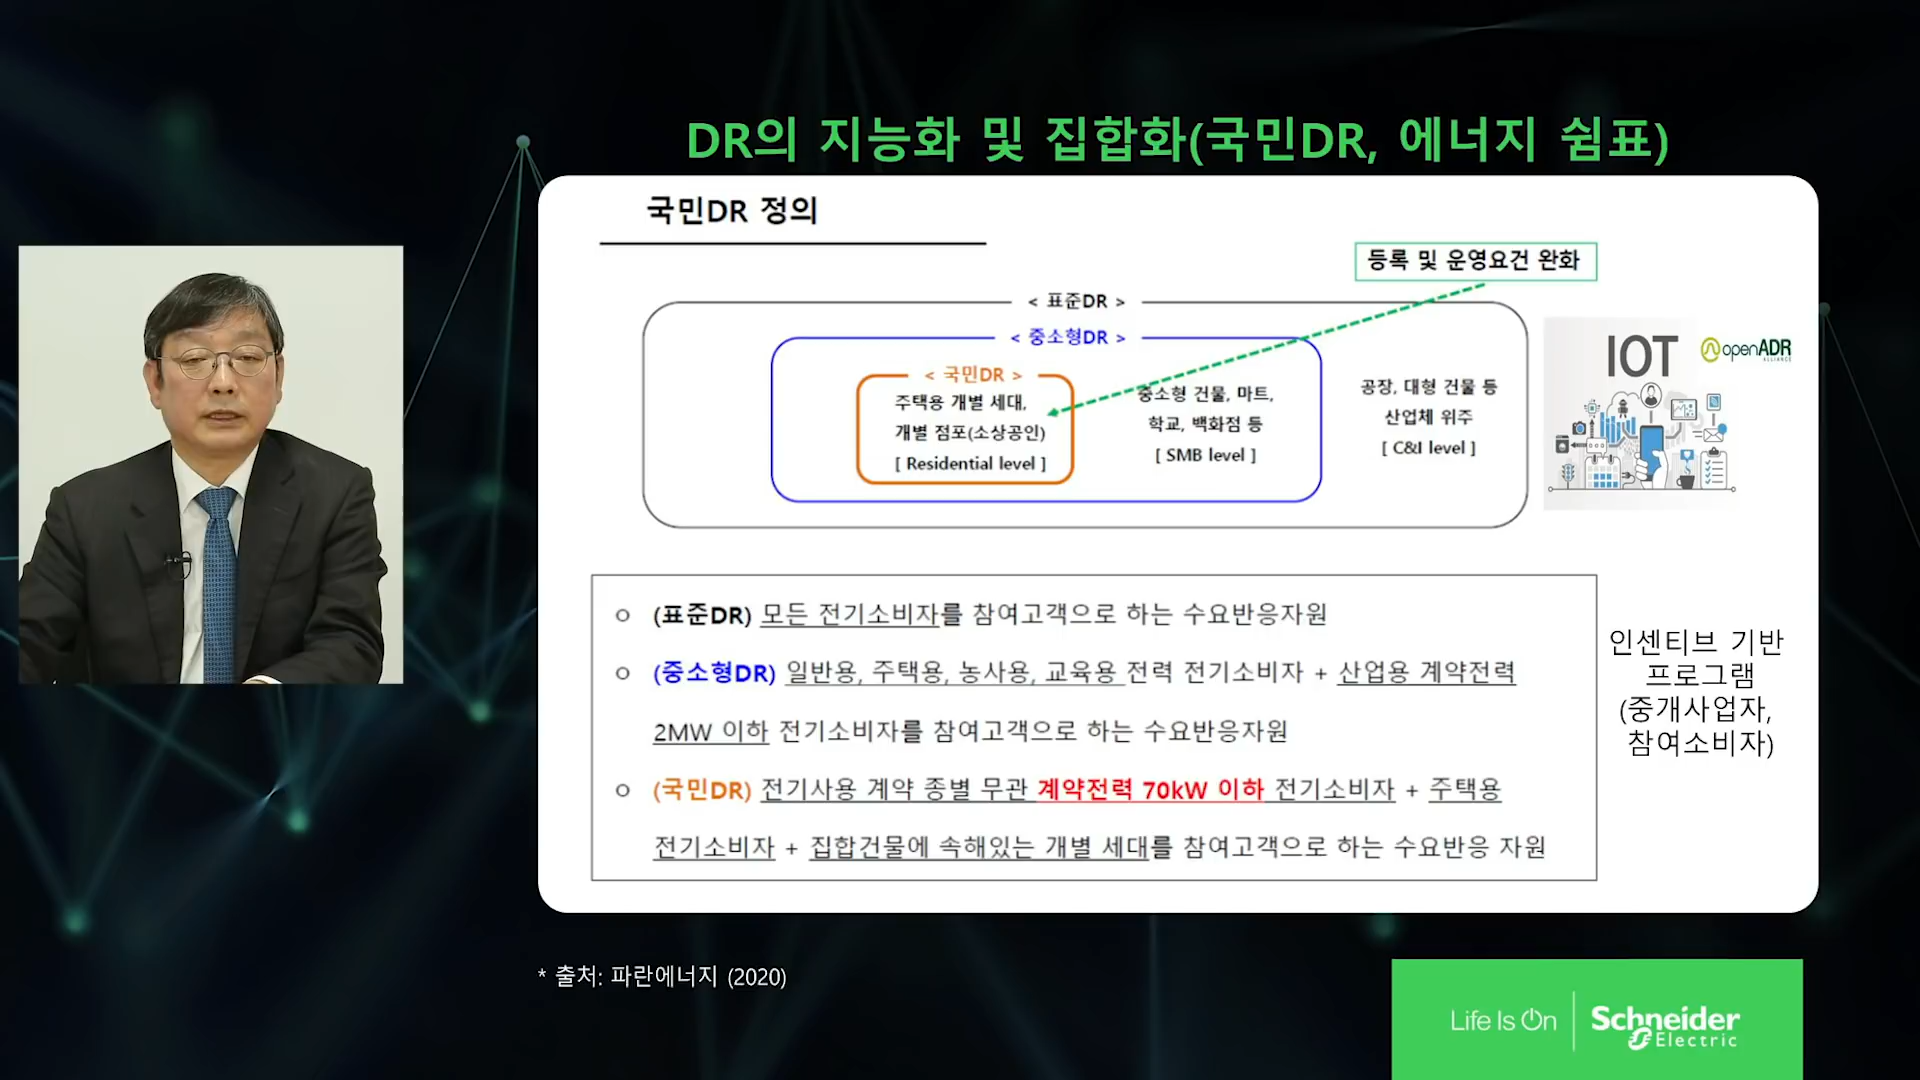 DR의 지능화 및 집합화(국민DR, 에너지 쉼표)
국민DR 정의
등록 및 운영요건 완화
< 표준DR >
< 중소형DR >
< 국민DR >
주택용 개별 세대,
개별 점포(소상공인)
[ Residential level ]
중소형 건물, 마트,
학교, 백화점 등
[ SMB level ]
공장, 대형 건물 등
산업체 위주
[ C&I level ]
IOT
openADR
ALLIANCE
o (표준DR) 모든 전기소비자를 참여고객으로 하는 수요반응자원
o (중소형DR) 일반용, 주택용, 농사용, 교육용 전력 전기소비자 + 산업용 계약전력
2MW 이하 전기소비자를 참여고객으로 하는 수요반응자원
o (국민DR) 전기사용 계약 종별 무관 계약전력 70kW 이하 전기소비자 + 주택용
전기소비자 + 집합건물에 속해있는 개별 세대를 참여고객으로 하는 수요반응 자원
인센티브 기반
프로그램
(중개사업자,
참여소비자)
* 출처: 파란에너지 (2020)
Life Is On
Schneider
Electric